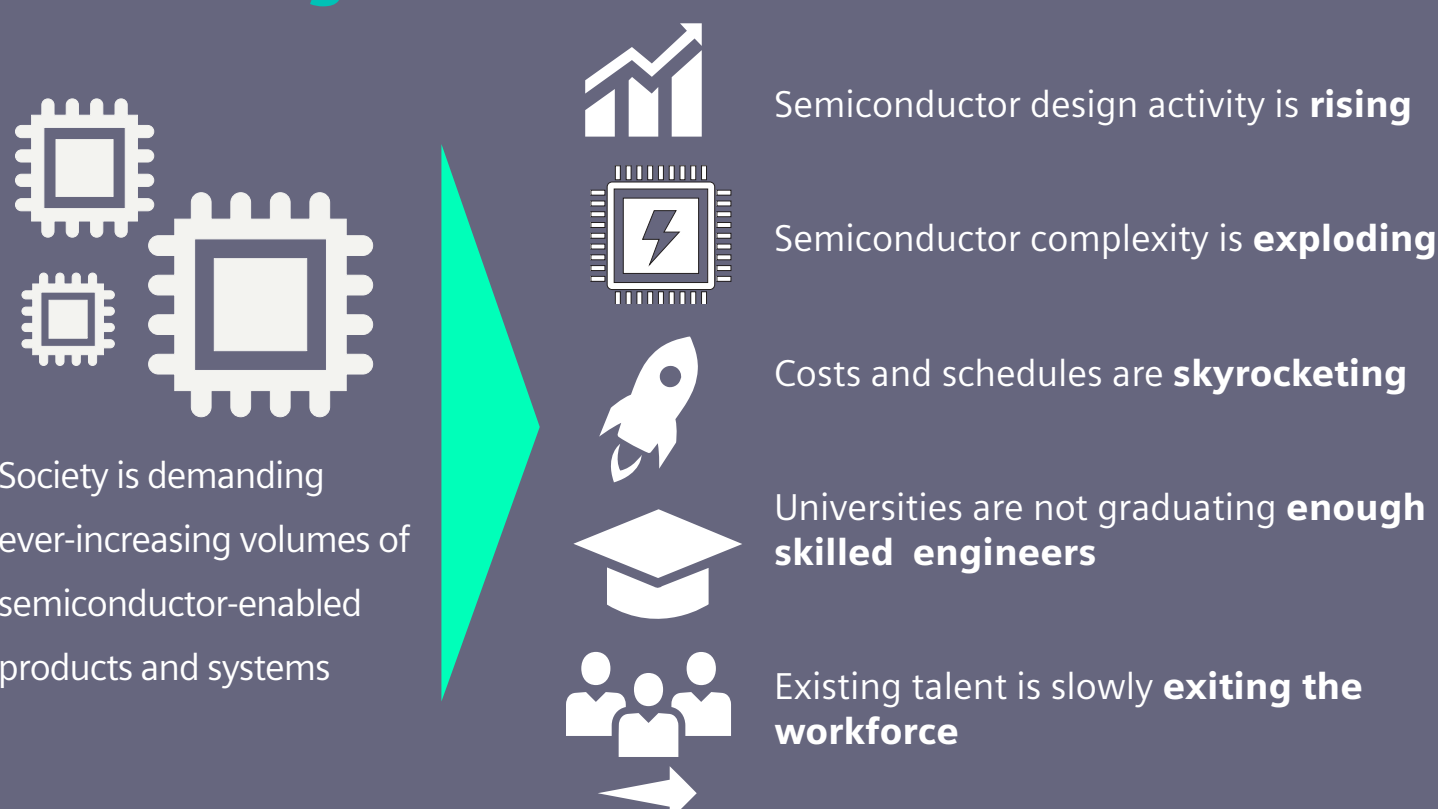 Society is demanding
ever-increasing volumes of
semiconductor-enabled
products and systems
Semiconductor design activity is rising
Semiconductor complexity is exploding
Costs and schedules are skyrocketing
Universities are not graduating enough
skilled  engineers
Existing talent is slowly exiting the
workforce